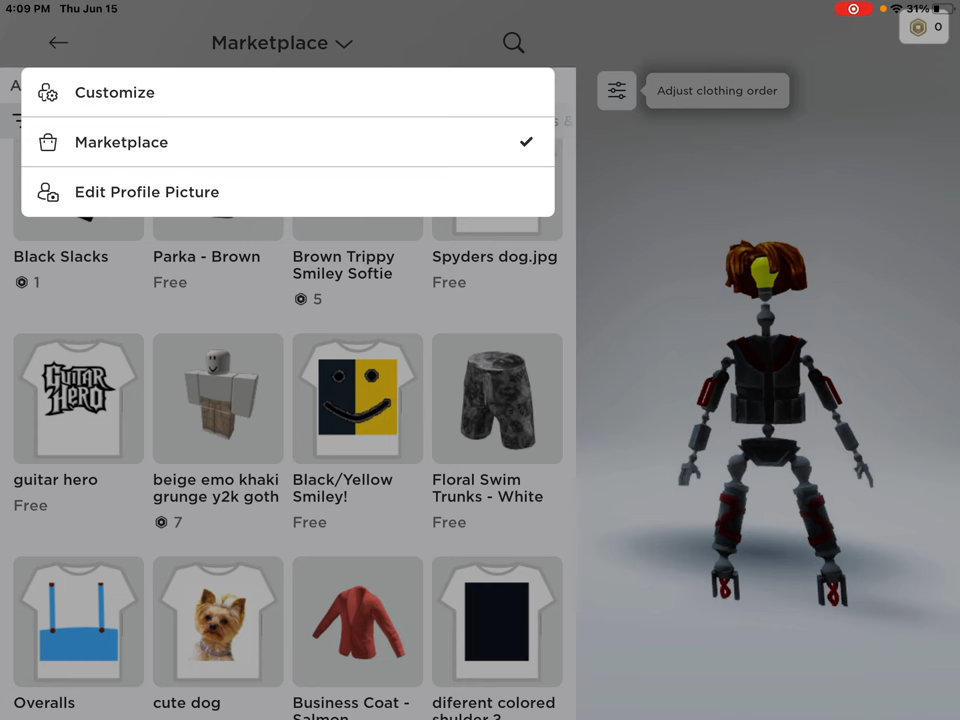 4:09 PM Thu Jun 15
31%
Marketplace
0
A
Customize
Adjust clothing order
s &
Marketplace
Edit Profile Picture
Black Slacks
1
Parka - Brown
Free
Brown Trippy
Smiley Softie
5
Spyders dog.jpg
Free
GUITAR
HERO
guitar hero
Free
beige emo khaki
grunge y2k goth
7
Black/Yellow
Smiley!
Free
Floral Swim
Trunks - White
Free
Overalls
cute dog
Business Coat -
Salmon
diferent colored
shulder ?